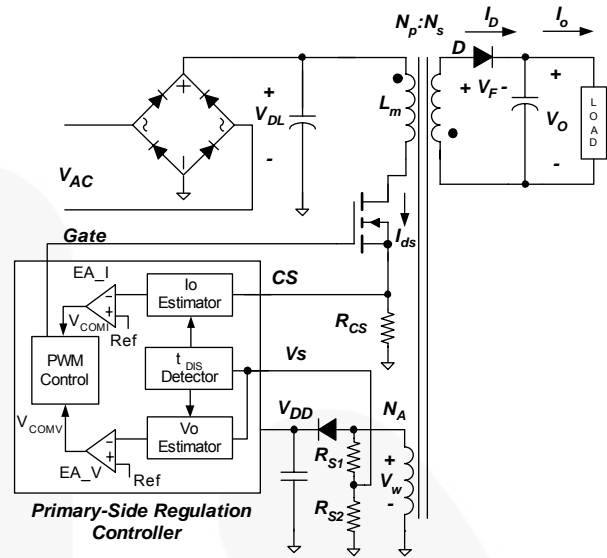 Np:Ns
ID
Io
D
+ VF -
+
VDL
-
Lm
+
VO
-
LOAD
VAC
Gate
Ids
EA_I
CS
Io
Estimator
VCOMI
Ref
RCS
PWM
Control
t DIS
Detector
Vs
VCOMV
Vo
Estimator
VDD
NA
EA_V
Ref
RS1
RS2
+
Vw
-
Primary-Side Regulation
Controller